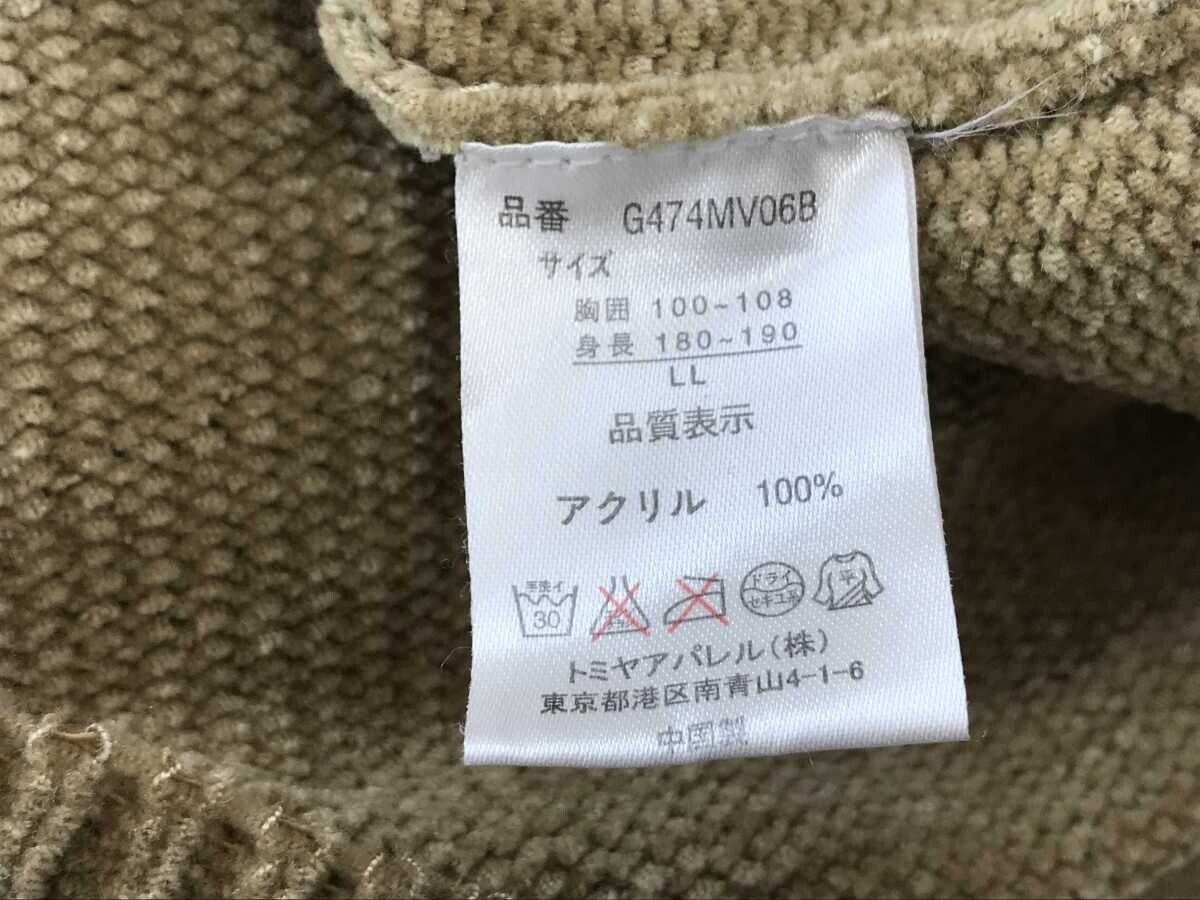 品番 G474MV06B
サイズ
胸囲 100~108
身長 180~190
LL
品質表示
アクリル 100%
手洗イ 30 ドライ セキユ系 平
トミヤアパレル(株)
東京都港区南青山4-1-6
中国製